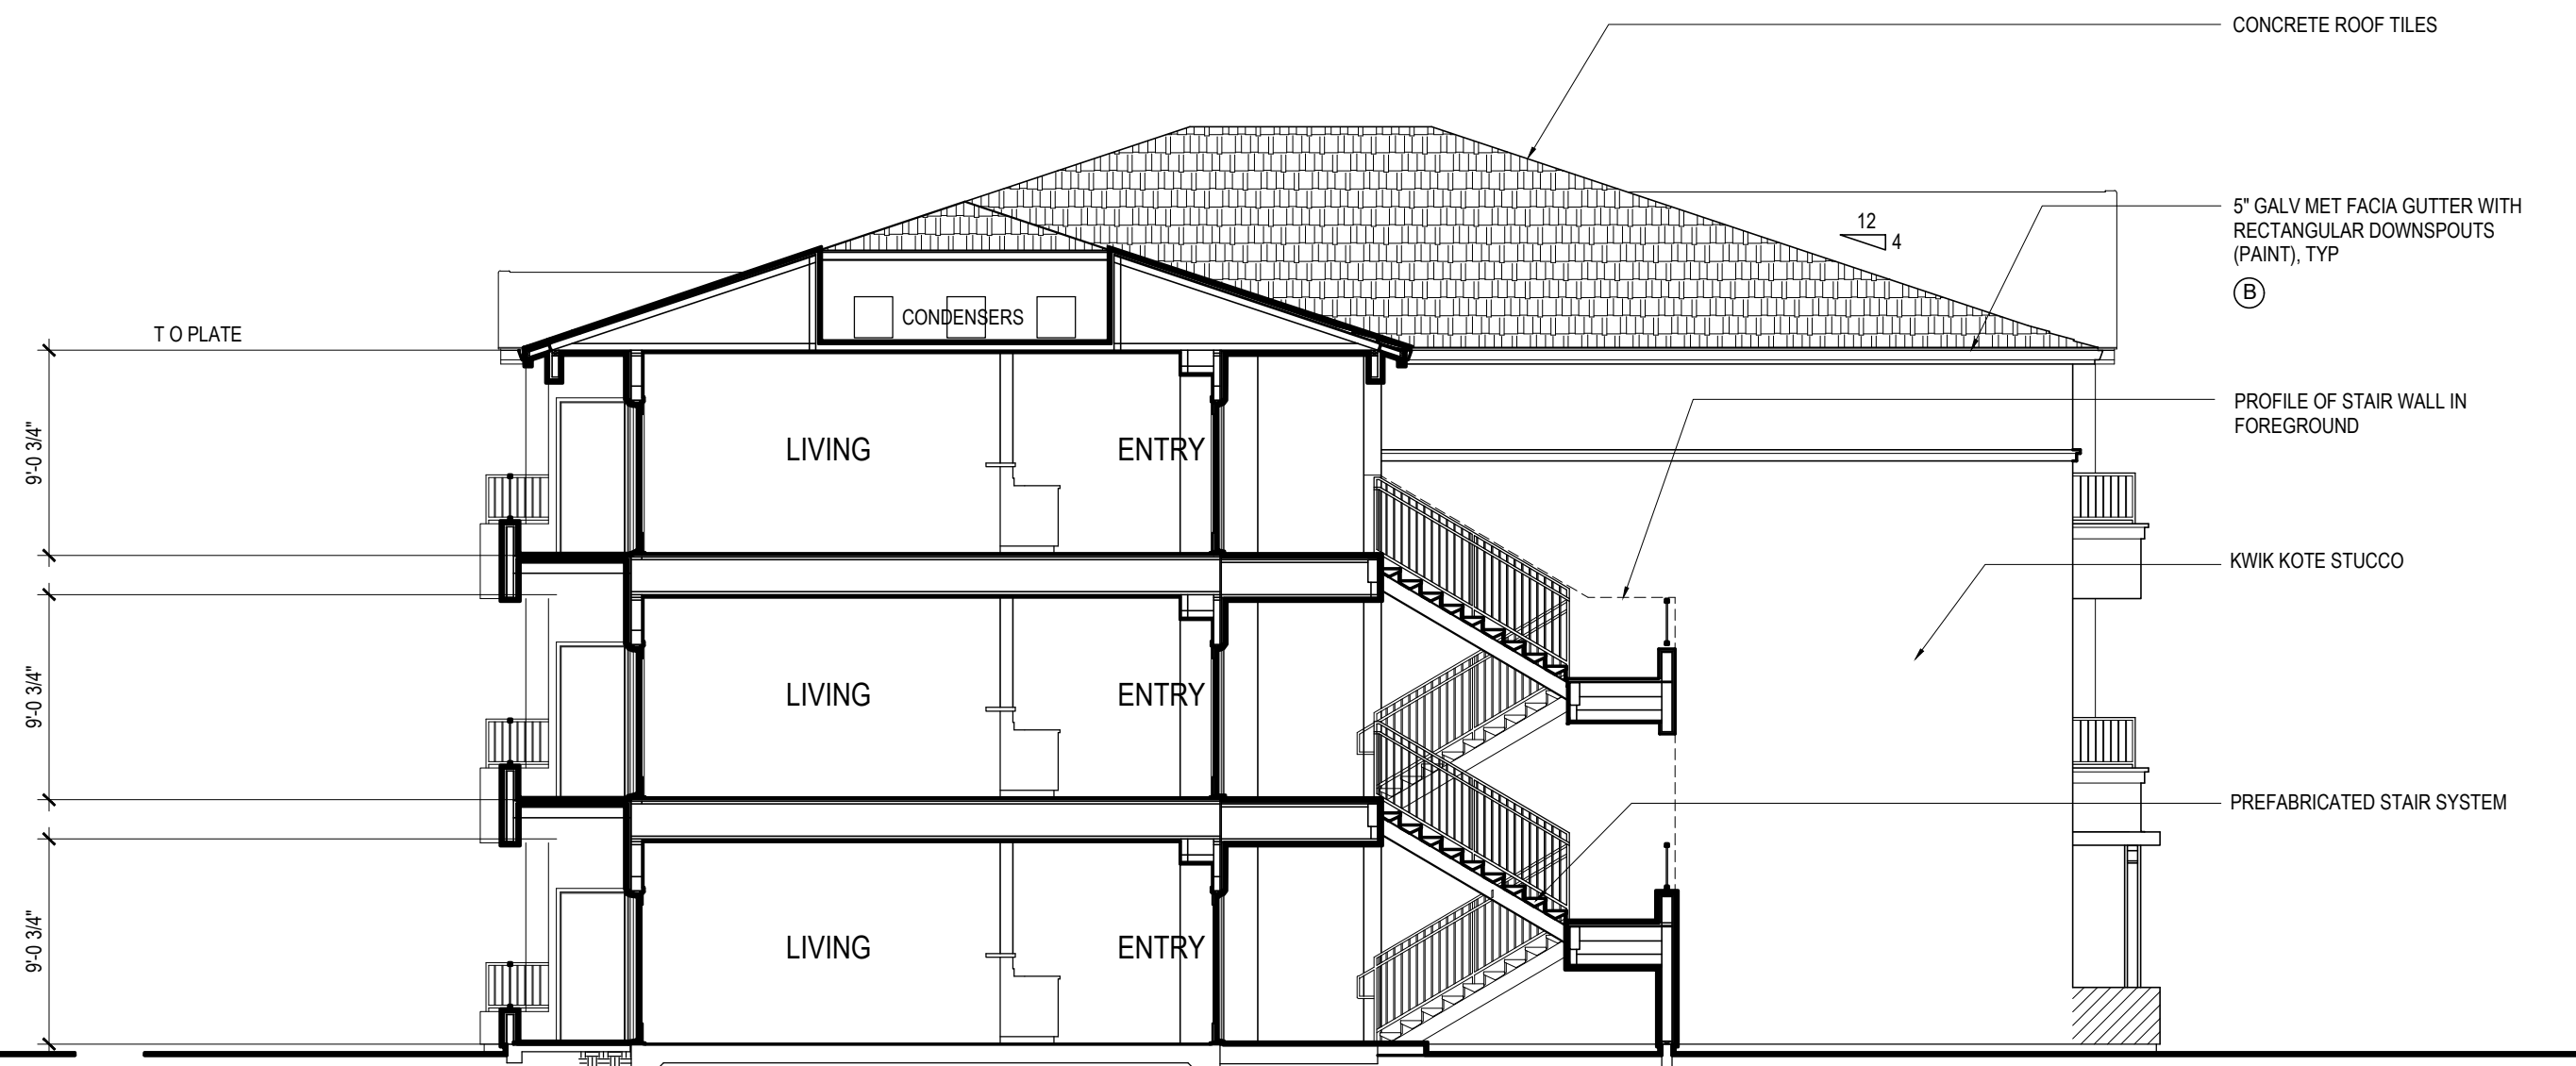 CONCRETE ROOF TILES
5" GALV MET FACIA GUTTER WITH
RECTANGULAR DOWNSPOUTS
(PAINT), TYP
B
12
4
CONDENSERS
T O PLATE
PROFILE OF STAIR WALL IN
FOREGROUND
9'-0 3/4"
LIVING
ENTRY
KWIK KOTE STUCCO
9'-0 3/4"
LIVING
ENTRY
PREFABRICATED STAIR SYSTEM
9'-0 3/4"
LIVING
ENTRY